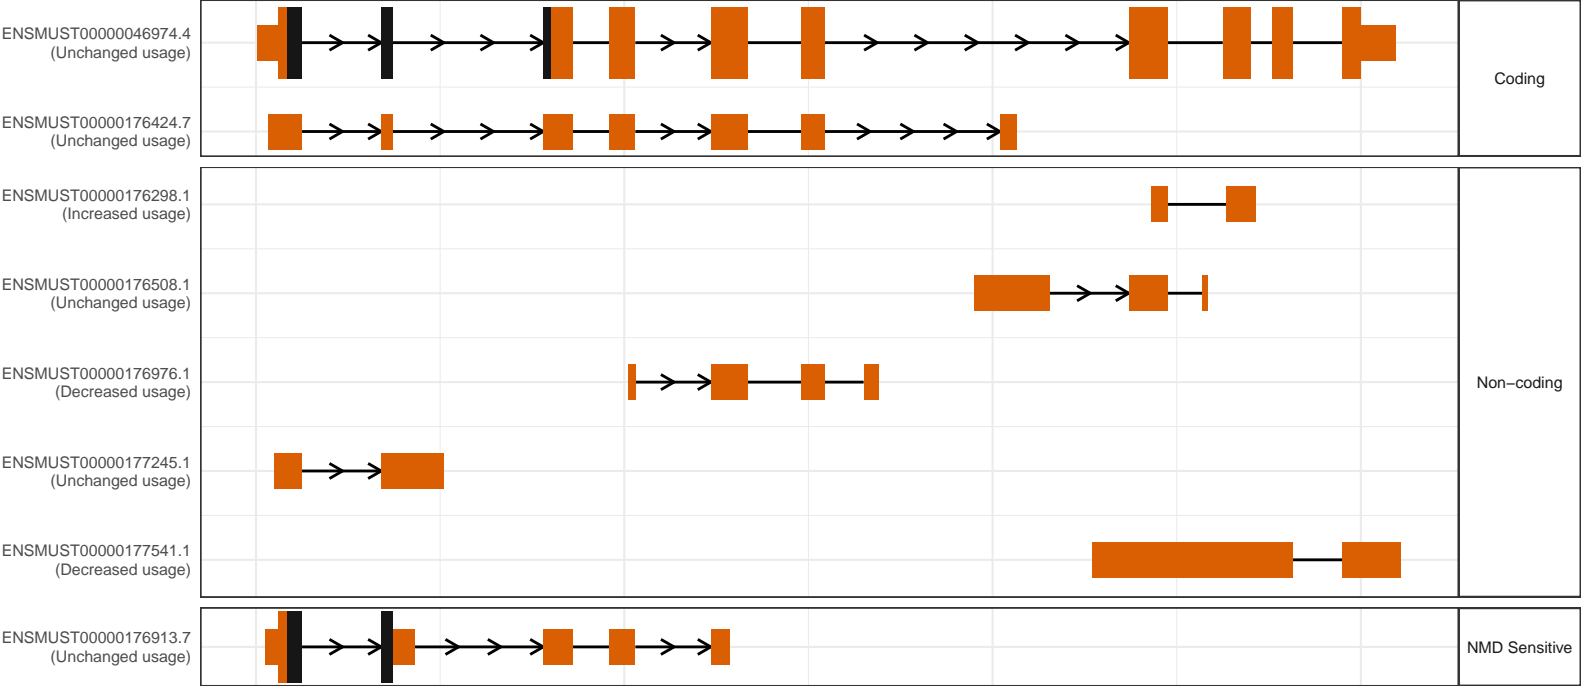 ENSMUST00000046974.4
(Unchanged usage)
ENSMUST00000176424.7
(Unchanged usage)
Coding
ENSMUST00000176298.1
(Increased usage)
ENSMUST00000176508.1
(Unchanged usage)
ENSMUST00000176976.1
(Decreased usage)
ENSMUST00000177245.1
(Unchanged usage)
ENSMUST00000177541.1
(Decreased usage)
Non−coding
ENSMUST00000176913.7
(Unchanged usage)
NMD Sensitive